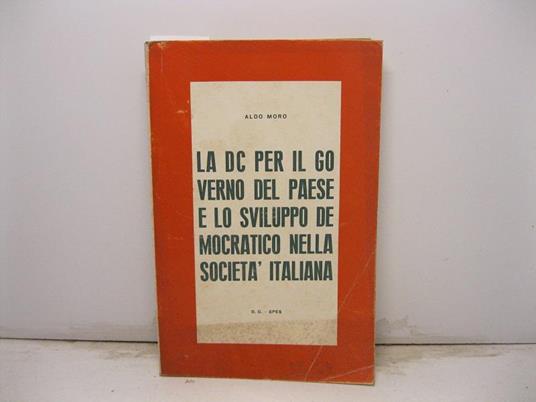 ALDO MORO
LA DC PER IL GO
VERNO DEL PAESE
E LO SVILUPPO DE
MOCRATICO NELLA
SOCIETA' ITALIANA
D. C. - SPES